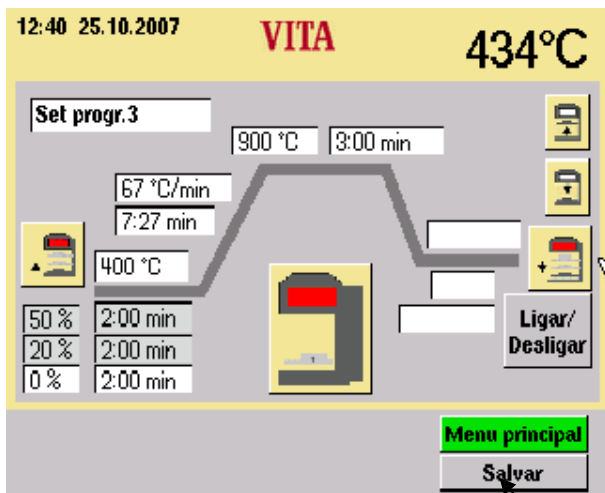 12:40 25.10.2007
VITA
434°C
Set progr.3
900 °C
3:00 min
67 °C/min
7:27 min
400 °C
50 %
2:00 min
20 %
2:00 min
0 %
2:00 min
Ligar/
Desligar
Menu principal
Salvar